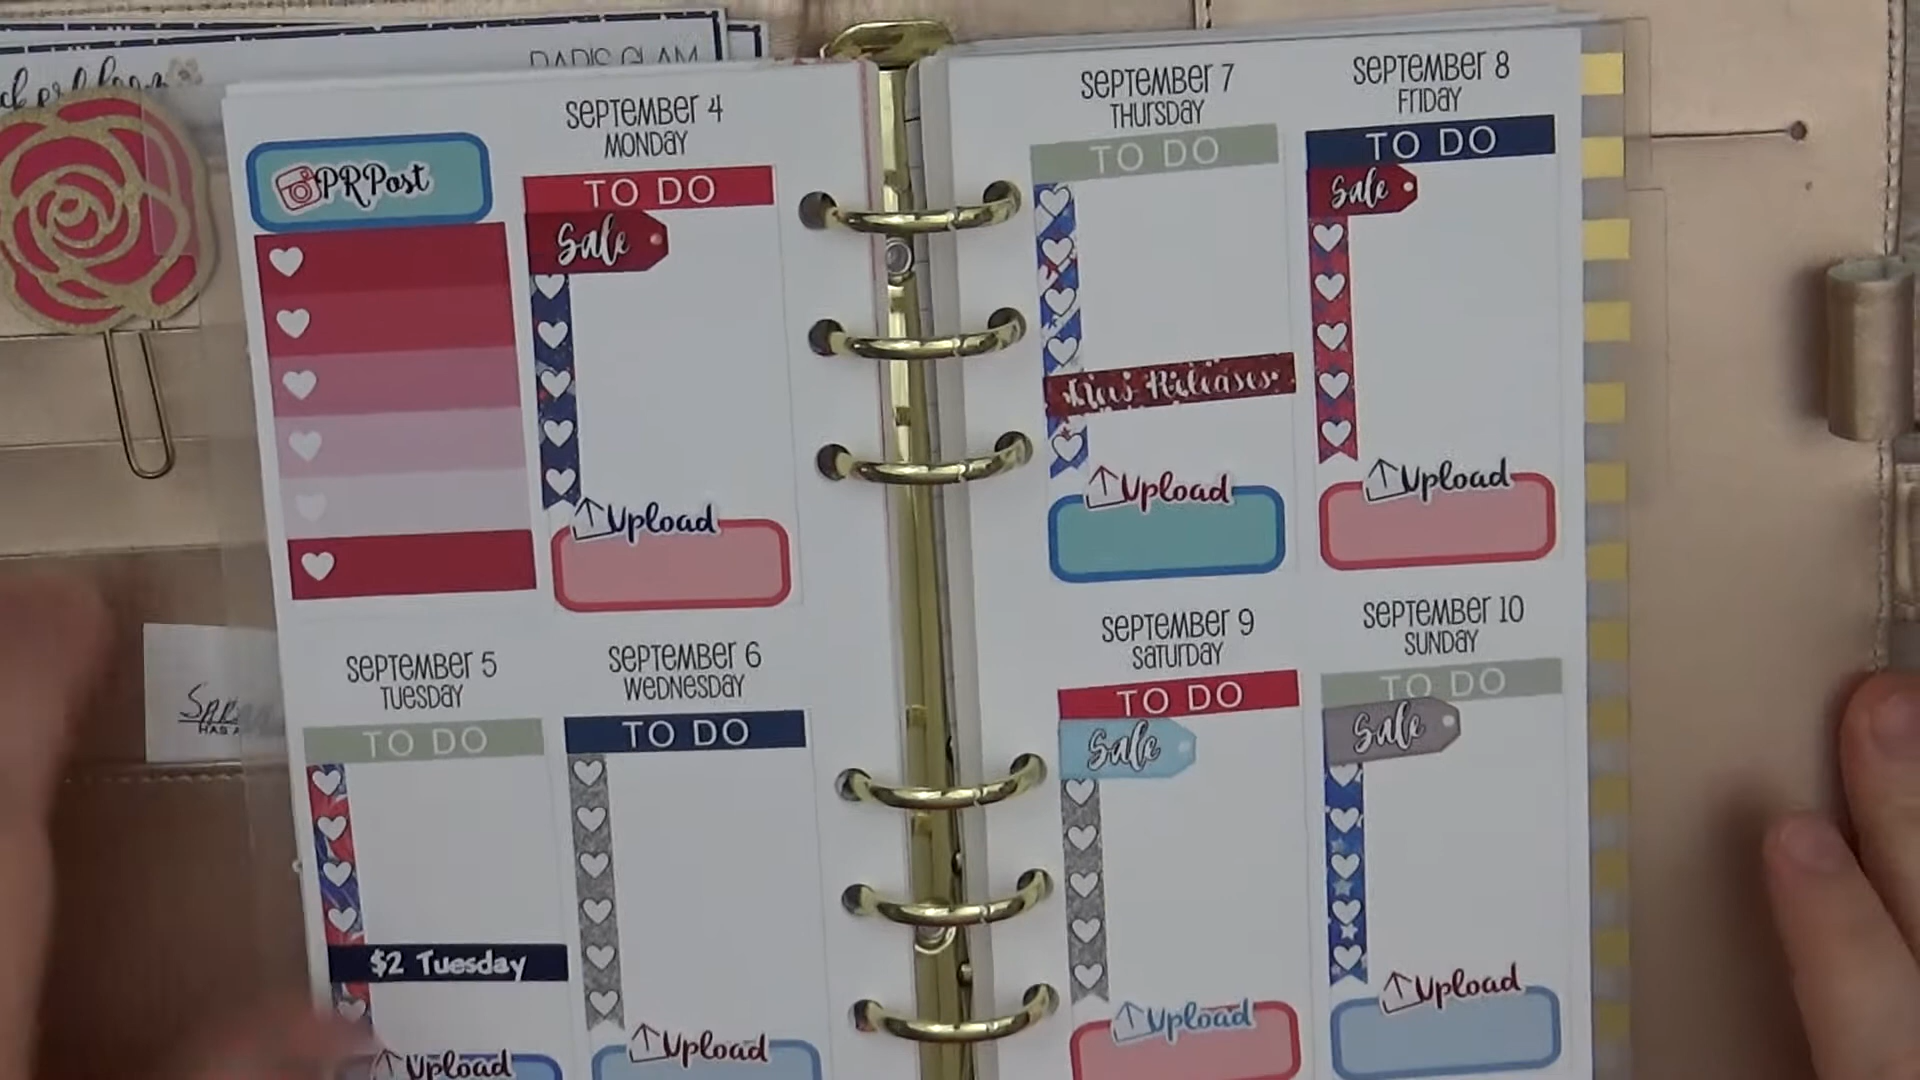 PARIS GLAM
PR Post
SEPTEMBER 4
MONDAY
TO DO
Sale
Upload
SEPTEMBER 5
TUESDAY
TO DO
$2 Tuesday
Upload
SEPTEMBER 6
WEDNESDAY
TO DO
Upload
SEPTEMBER 7
THURSDAY
TO DO
New Releases
Upload
SEPTEMBER 8
FRIDAY
TO DO
Sale
Upload
SEPTEMBER 9
SATURDAY
TO DO
Sale
Upload
SEPTEMBER 10
SUNDAY
TO DO
Sale
Upload